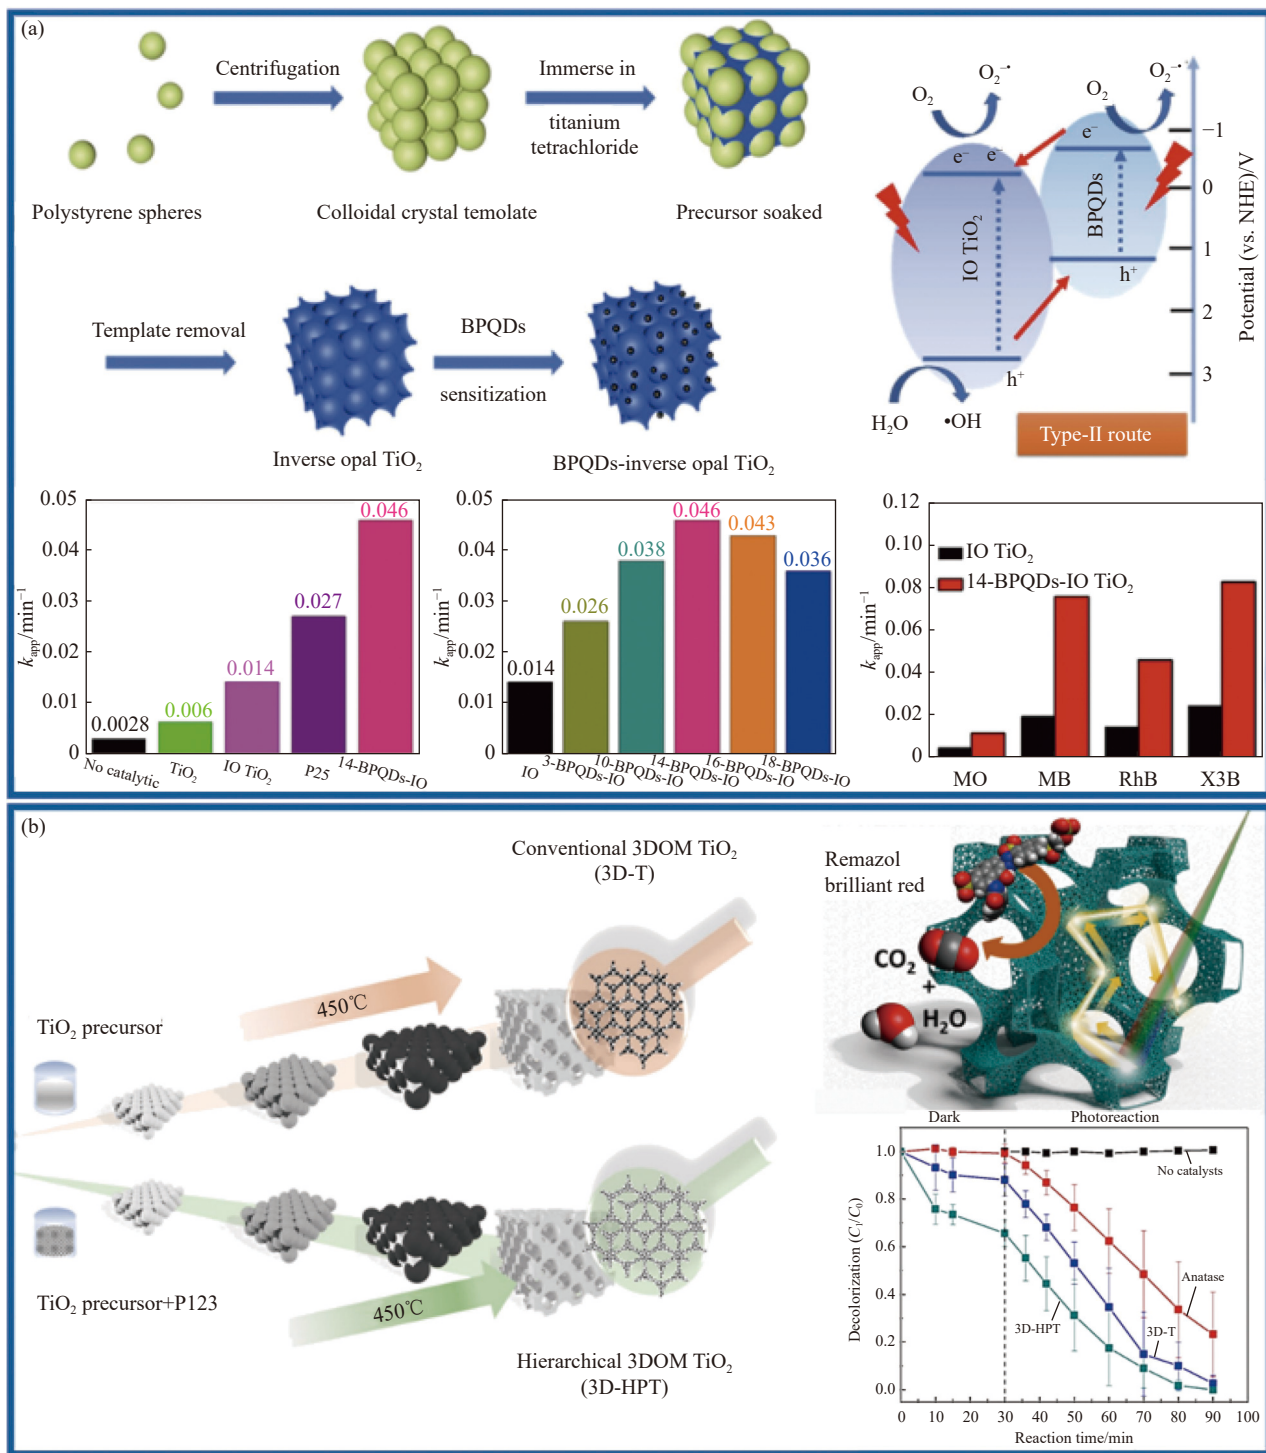 (a)
Centrifugation
Immerse in
titanium
tetrachloride
Polystyrene spheres
Colloidal crystal temolate
Precursor soaked
Template removal
BPQDs
sensitization
Inverse opal TiO₂
BPQDs-inverse opal TiO₂
O₂
O₂⁻•
O₂
O₂⁻•
e⁻
e⁻
e⁻
IO TiO₂
BPQDs
h⁺
h⁺
H₂O
•OH
Type-II route
−1
0
1
2
3
Potential (vs. NHE)/V
0.05
0.04
0.03
0.02
0.01
0
k_app/min⁻¹
0.0028
0.006
0.014
0.027
0.046
No catalytic
TiO₂
IO TiO₂
P25
14-BPQDs-IO
0.05
0.04
0.03
0.02
0.01
0
k_app/min⁻¹
0.014
0.026
0.038
0.046
0.043
0.036
IO
3-BPQDs-IO
10-BPQDs-IO
14-BPQDs-IO
16-BPQDs-IO
18-BPQDs-IO
0.12
0.10
0.08
0.06
0.04
0.02
0
k_app/min⁻¹
IO TiO₂
14-BPQDs-IO TiO₂
MO
MB
RhB
X3B
(b)
Conventional 3DOM TiO₂
(3D-T)
450℃
TiO₂ precursor
TiO₂ precursor+P123
450℃
Hierarchical 3DOM TiO₂
(3D-HPT)
Remazol
brilliant red
CO₂
+
H₂O
Dark
Photoreaction
1.0
0.8
0.6
0.4
0.2
0.0
Decolorization (C₁/C₀)
No catalysts
Anatase
3D-T
3D-HPT
0 10 20 30 40 50 60 70 80 90 100
Reaction time/min